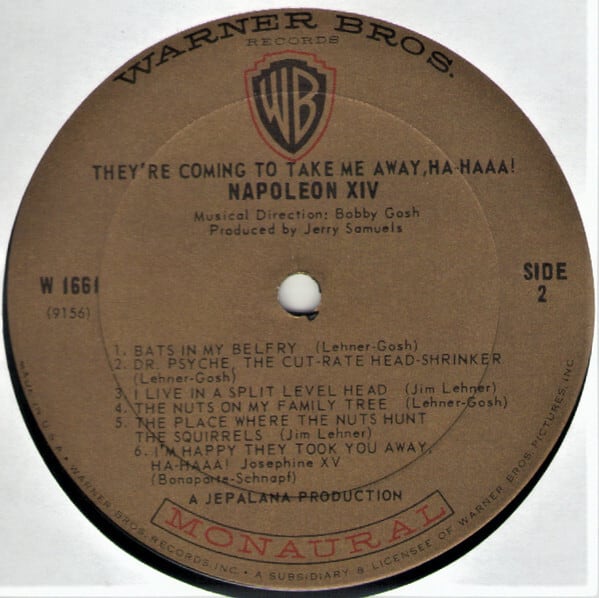 WARNER BROS.
RECORDS
WB
THEY'RE COMING TO TAKE ME AWAY,HA-HAAA!
NAPOLEON XIV
Musical Direction: Bobby Gosh
Produced by Jerry Samuels
W 1661
(9156)
SIDE
2
1. BATS IN MY BELFRY (Lehner-Gosh)
2. DR. PSYCHE, THE CUT-RATE HEAD-SHRINKER
(Lehner-Gosh)
3. I LIVE IN A SPLIT LEVEL HEAD (Jim Lehner)
4. THE NUTS ON MY FAMILY TREE (Lehner-Gosh)
5. THE PLACE WHERE THE NUTS HUNT
THE SQUIRRELS (Jim Lehner)
6. I'M HAPPY THEY TOOK YOU AWAY,
HA-HAAA! Josephine XV
(Bonaparte-Schnapf)
A JEPALANA PRODUCTION
MONAURAL
MADE IN U.S.A. • WARNER BROS. RECORDS, INC. • A SUBSIDIARY & LICENSEE OF WARNER BROS. PICTURES, INC.